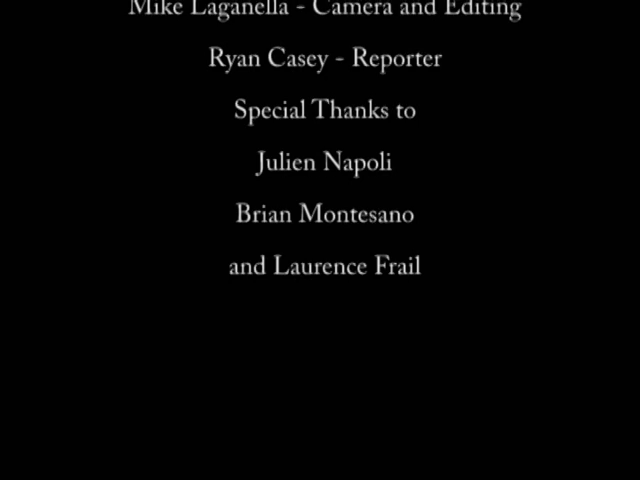 Mike Laganella - Camera and Editing
Ryan Casey - Reporter
Special Thanks to
Julien Napoli
Brian Montesano
and Laurence Frail